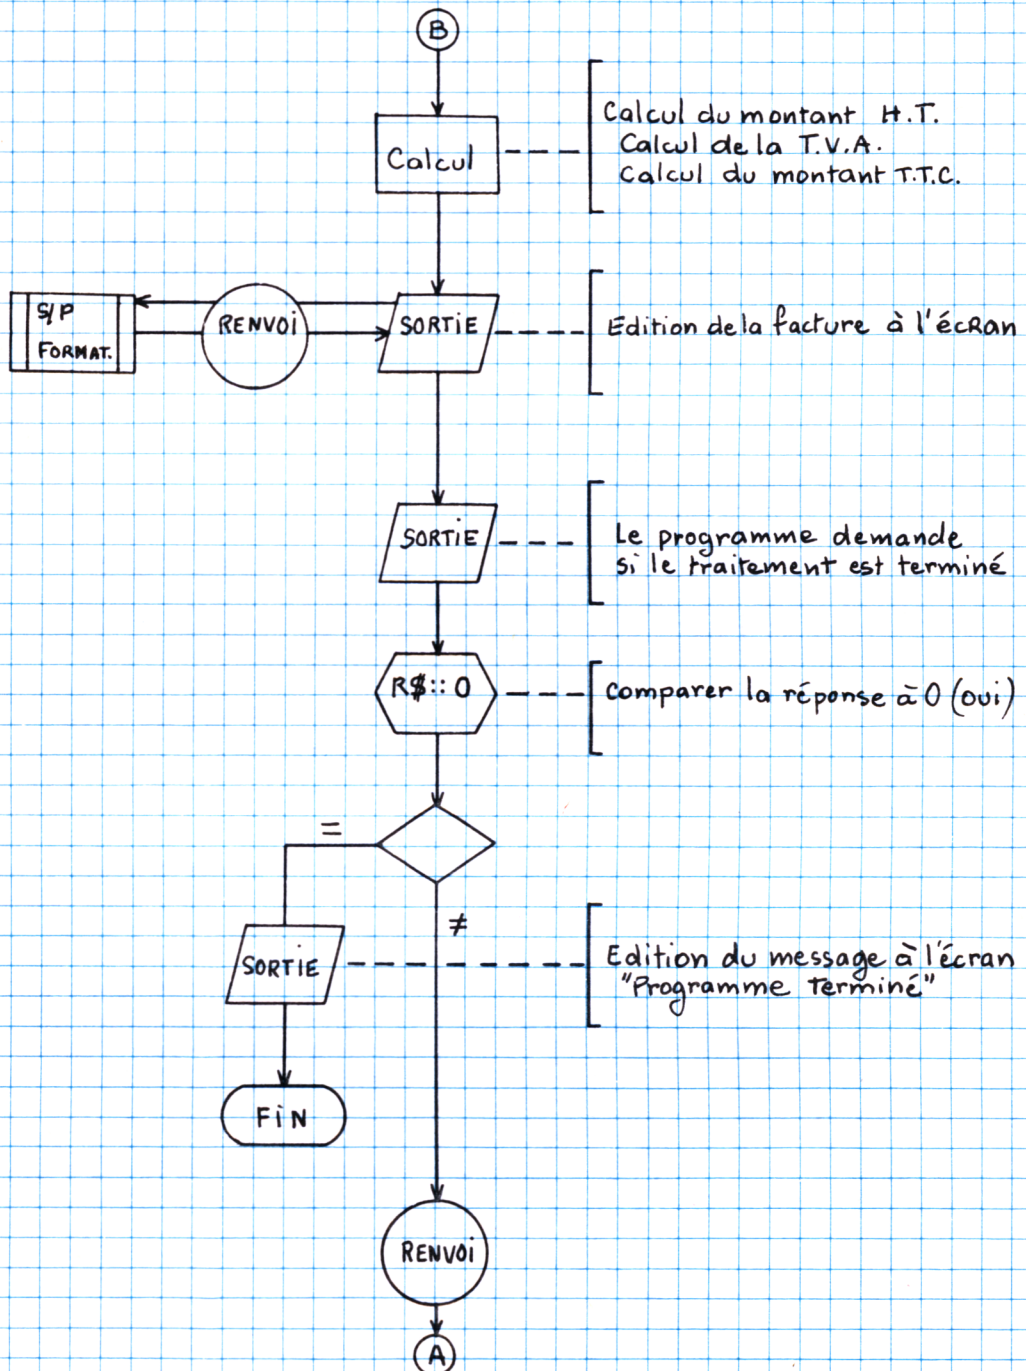 B
Calcul
Calcul du montant H.T.
Calcul de la T.V.A.
Calcul du montant T.T.C.
S/P
FORMAT.
RENVOi
SORTiE
Edition de la facture à l'écRan
SORTiE
Le programme demande
si le traitement est terminé
R$::O
Comparer la réponse à O (oui)
=
≠
SORTiE
Edition du message à l'écran
"Programme Terminé"
FiN
RENVOi
A